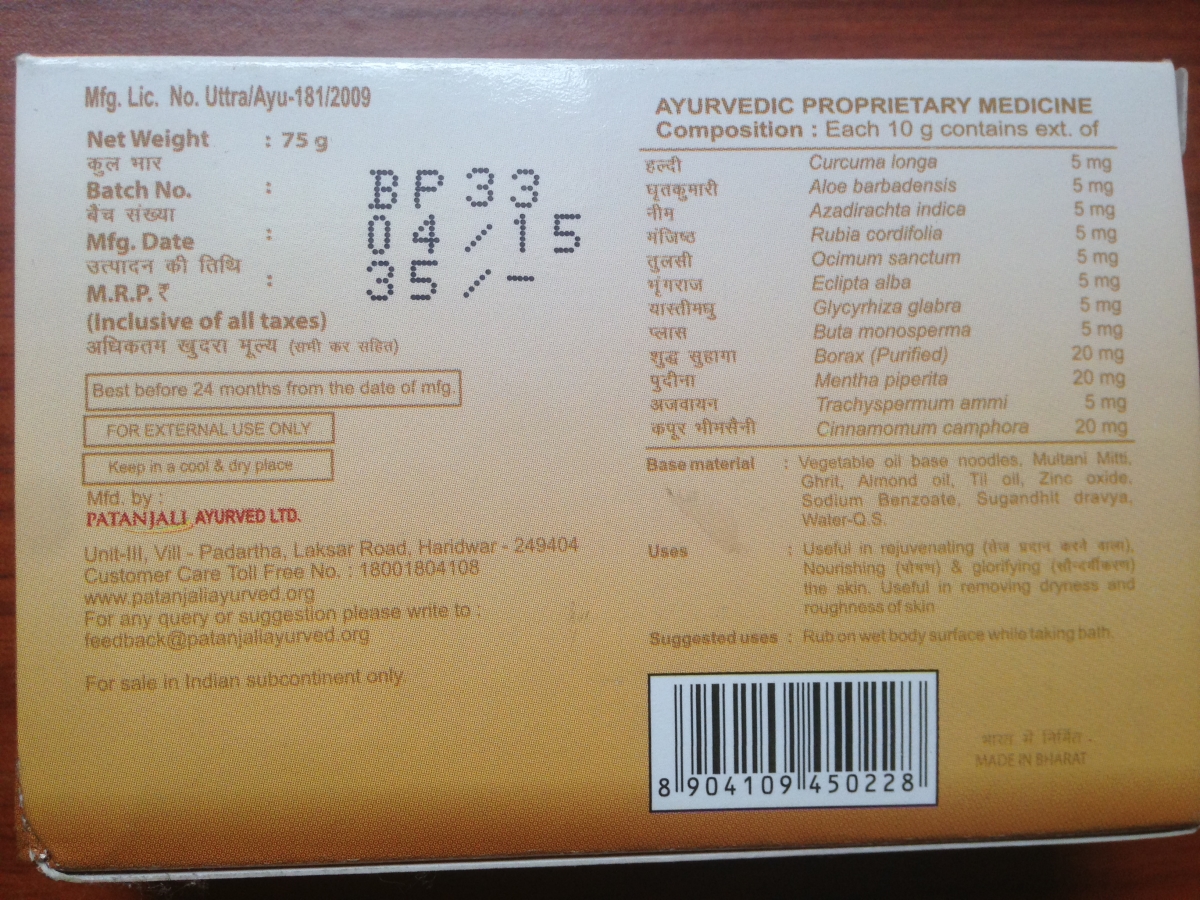 Mfg. Lic. No. Uttra/Ayu-181/2009
Net Weight : 75 g
कुल भार
Batch No. : BP33
बैच संख्या
Mfg. Date : 04/15
उत्पादन की तिथि
M.R.P. ₹ : 35/-
(Inclusive of all taxes)
अधिकतम खुदरा मूल्य (सभी कर सहित)
Best before 24 months from the date of mfg.
FOR EXTERNAL USE ONLY
Keep in a cool & dry place
Mfd. by :
PATANJALI AYURVED LTD.
Unit-III, Vill - Padartha, Laksar Road, Haridwar - 249404
Customer Care Toll Free No. : 18001804108
www.patanjaliayurved.org
For any query or suggestion please write to :
feedback@patanjaliayurved.org
For sale in Indian subcontinent only.
AYURVEDIC PROPRIETARY MEDICINE
Composition : Each 10 g contains ext. of
हल्दी Curcuma longa 5 mg
घृतकुमारी Aloe barbadensis 5 mg
नीम Azadirachta indica 5 mg
मंजिष्ठ Rubia cordifolia 5 mg
तुलसी Ocimum sanctum 5 mg
भृंगराज Eclipta alba 5 mg
यास्तीमधु Glycyrhiza glabra 5 mg
प्लास Buta monosperma 5 mg
शुद्ध सुहागा Borax (Purified) 20 mg
पुदीना Mentha piperita 20 mg
अजवायन Trachyspermum ammi 5 mg
कपूर भीमसैनी Cinnamomum camphora 20 mg
Base material : Vegetable oil base noodles, Multani Mitti,
Ghrit, Almond oil, Til oil, Zinc oxide,
Sodium Benzoate, Sugandhit dravya,
Water-Q.S.
Uses : Useful in rejuvenating (तेज प्रदान करने वाला),
Nourishing (पोषण) & glorifying (सौन्दर्यीकरण)
the skin. Useful in removing dryness and
roughness of skin
Suggested uses : Rub on wet body surface while taking bath.
8 904109 450228
भारत में निर्मित -
MADE IN BHARAT